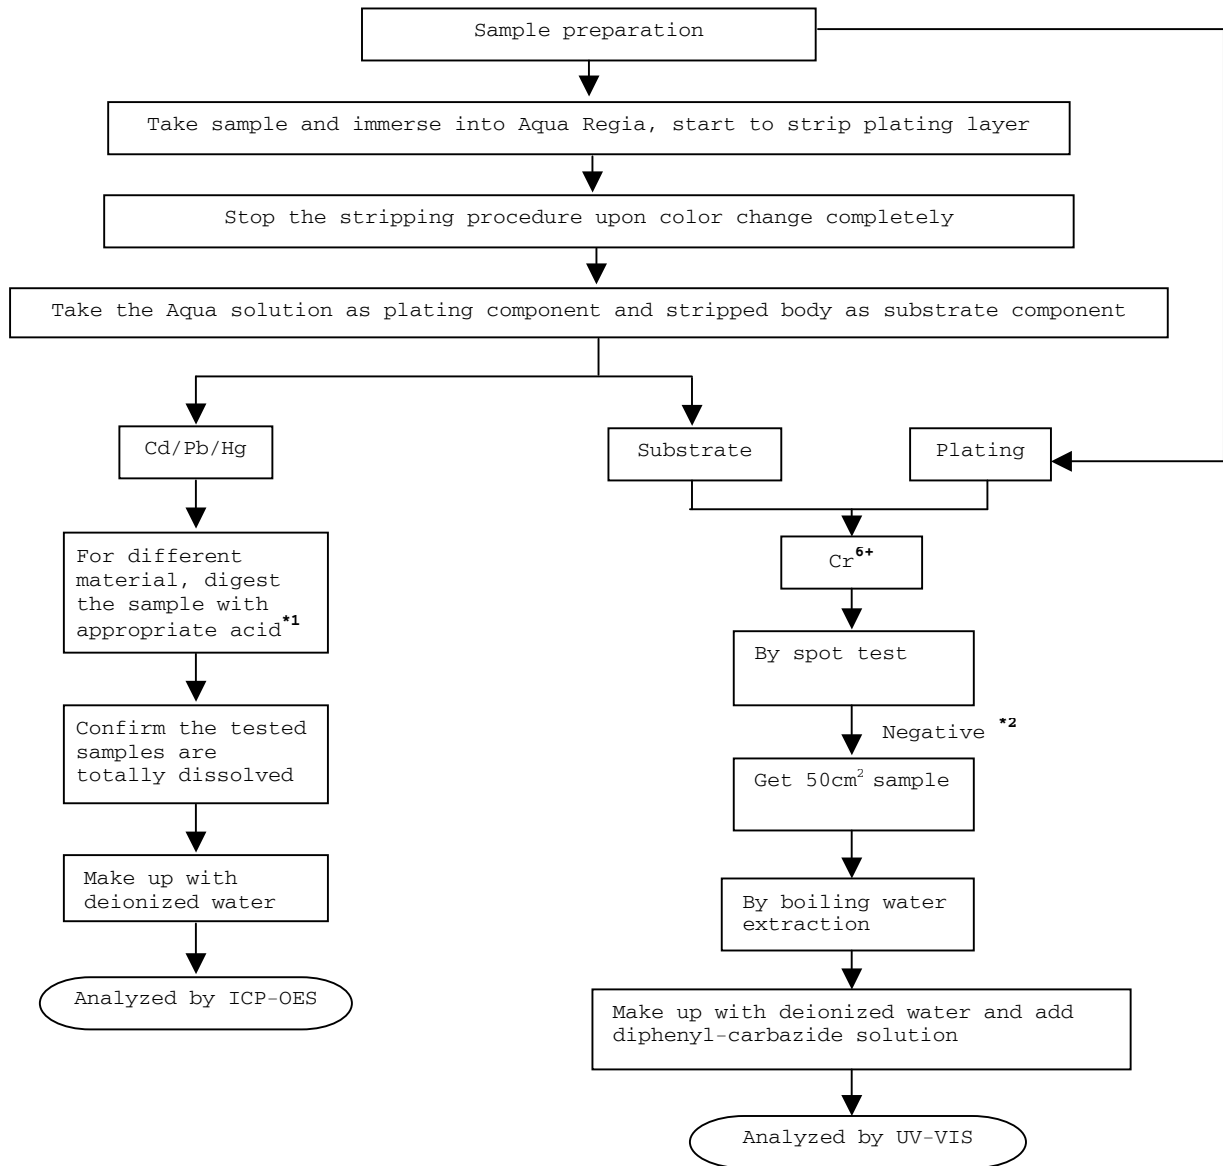 Sample preparation
Take sample and immerse into Aqua Regia, start to strip plating layer
Stop the stripping procedure upon color change completely
Take the Aqua solution as plating component and stripped body as substrate component
Cd/Pb/Hg
Substrate
Plating
For different
material, digest
the sample with
appropriate acid*1
Confirm the tested
samples are
totally dissolved
Make up with
deionized water
Analyzed by ICP-OES
Cr6+
By spot test
Negative *2
Get 50cm2 sample
By boiling water
extraction
Make up with deionized water and add
diphenyl-carbazide solution
Analyzed by UV-VIS